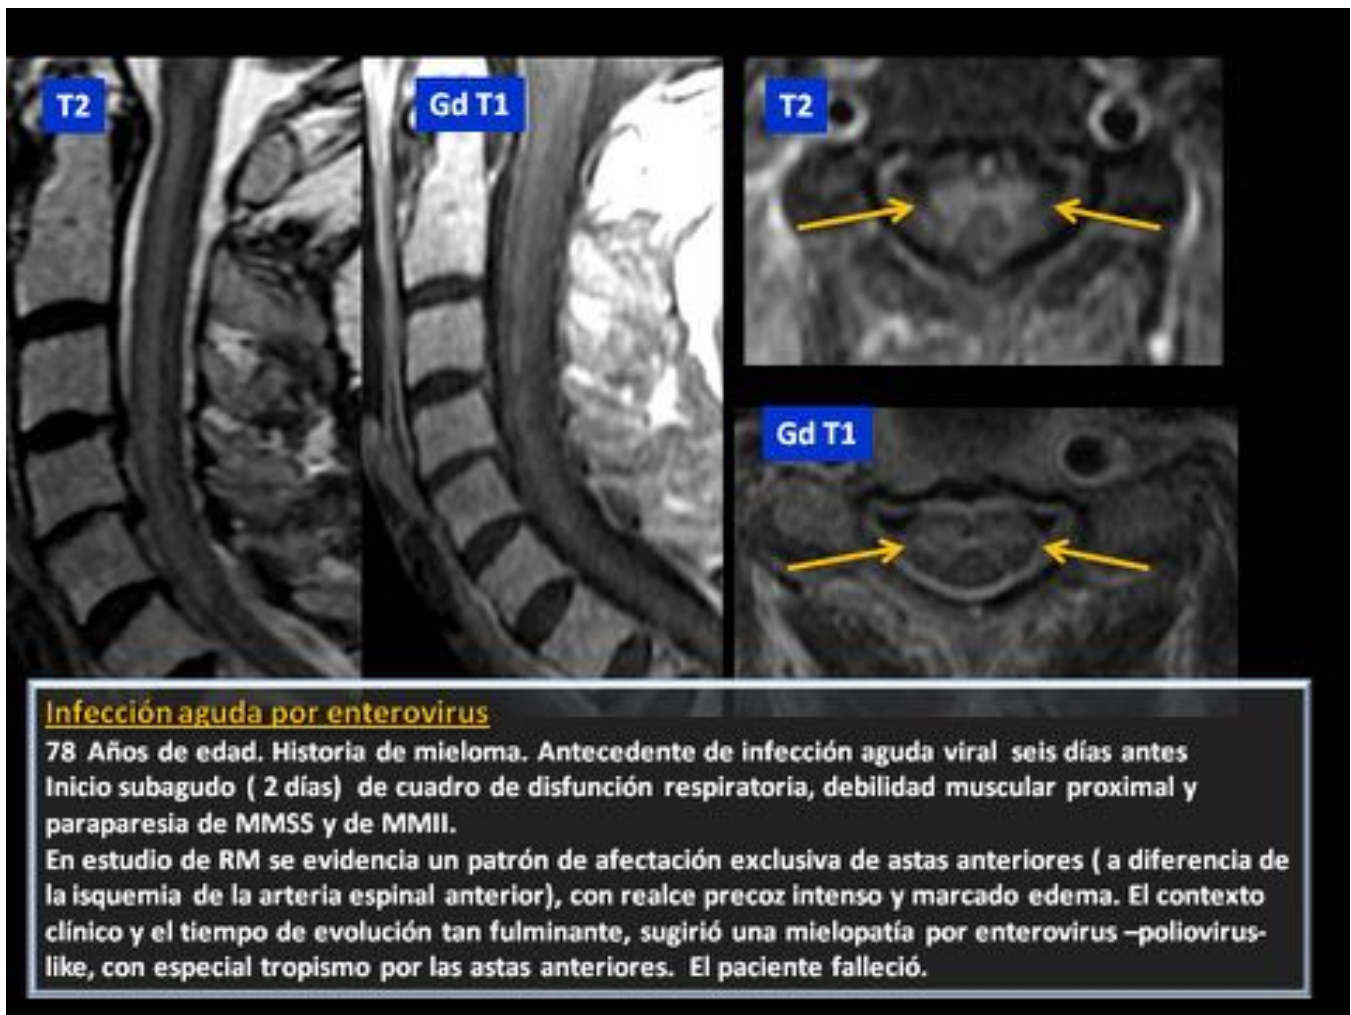 T2
Gd T1
T2
Gd T1
Infección aguda por enterovirus
78 Años de edad. Historia de mieloma. Antecedente de infección aguda viral seis días antes
Inicio subagudo ( 2 días) de cuadro de disfunción respiratoria, debilidad muscular proximal y
paraparesia de MMSS y de MMII.
En estudio de RM se evidencia un patrón de afectación exclusiva de astas anteriores ( a diferencia de
la isquemia de la arteria espinal anterior), con realce precoz intenso y marcado edema. El contexto
clínico y el tiempo de evolución tan fulminante, sugirió una mielopatía por enterovirus –poliovirus-
like, con especial tropismo por las astas anteriores. El paciente falleció.